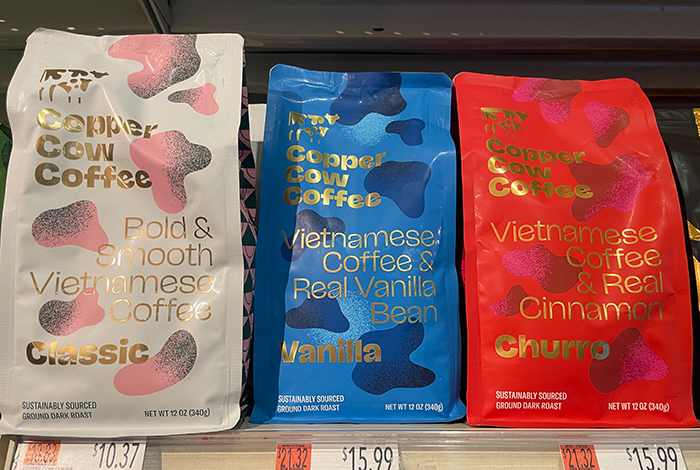 Copper
Cow
Coffee
Bold &
Smooth
Vietnamese
Coffee
Classic
SUSTAINABLY SOURCED
GROUND DARK ROAST
NET WT 12 OZ (340g)
Copper
Cow
Coffee
Vietnamese
Coffee &
Real Vanilla
Bean
Vanilla
SUSTAINABLY SOURCED
GROUND DARK ROAST
NET WT 12 OZ (340g)
Copper
Cow
Coffee
Vietnamese
Coffee
& Real
Cinnamon
Churro
SUSTAINABLY SOURCED
GROUND DARK ROAST
NET WT 12 OZ (340g)
$10.37
$21.32
$15.99
$21.32
$15.99